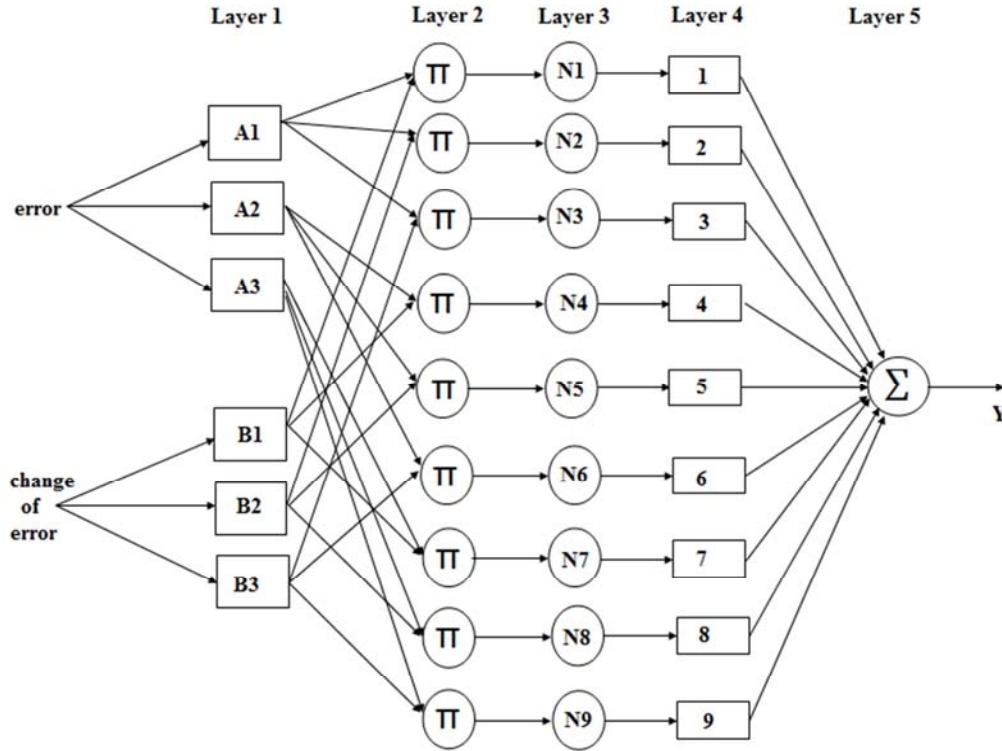 Layer 1 Layer 2 Layer 3 Layer 4 Layer 5
π N1 1
A1
π N2 2
error A2
π N3 3
A3
π N4 4
π N5 5 Σ
Y
B1
π N6 6
change
of
error
B2
π N7 7
B3
π N8 8
π N9 9